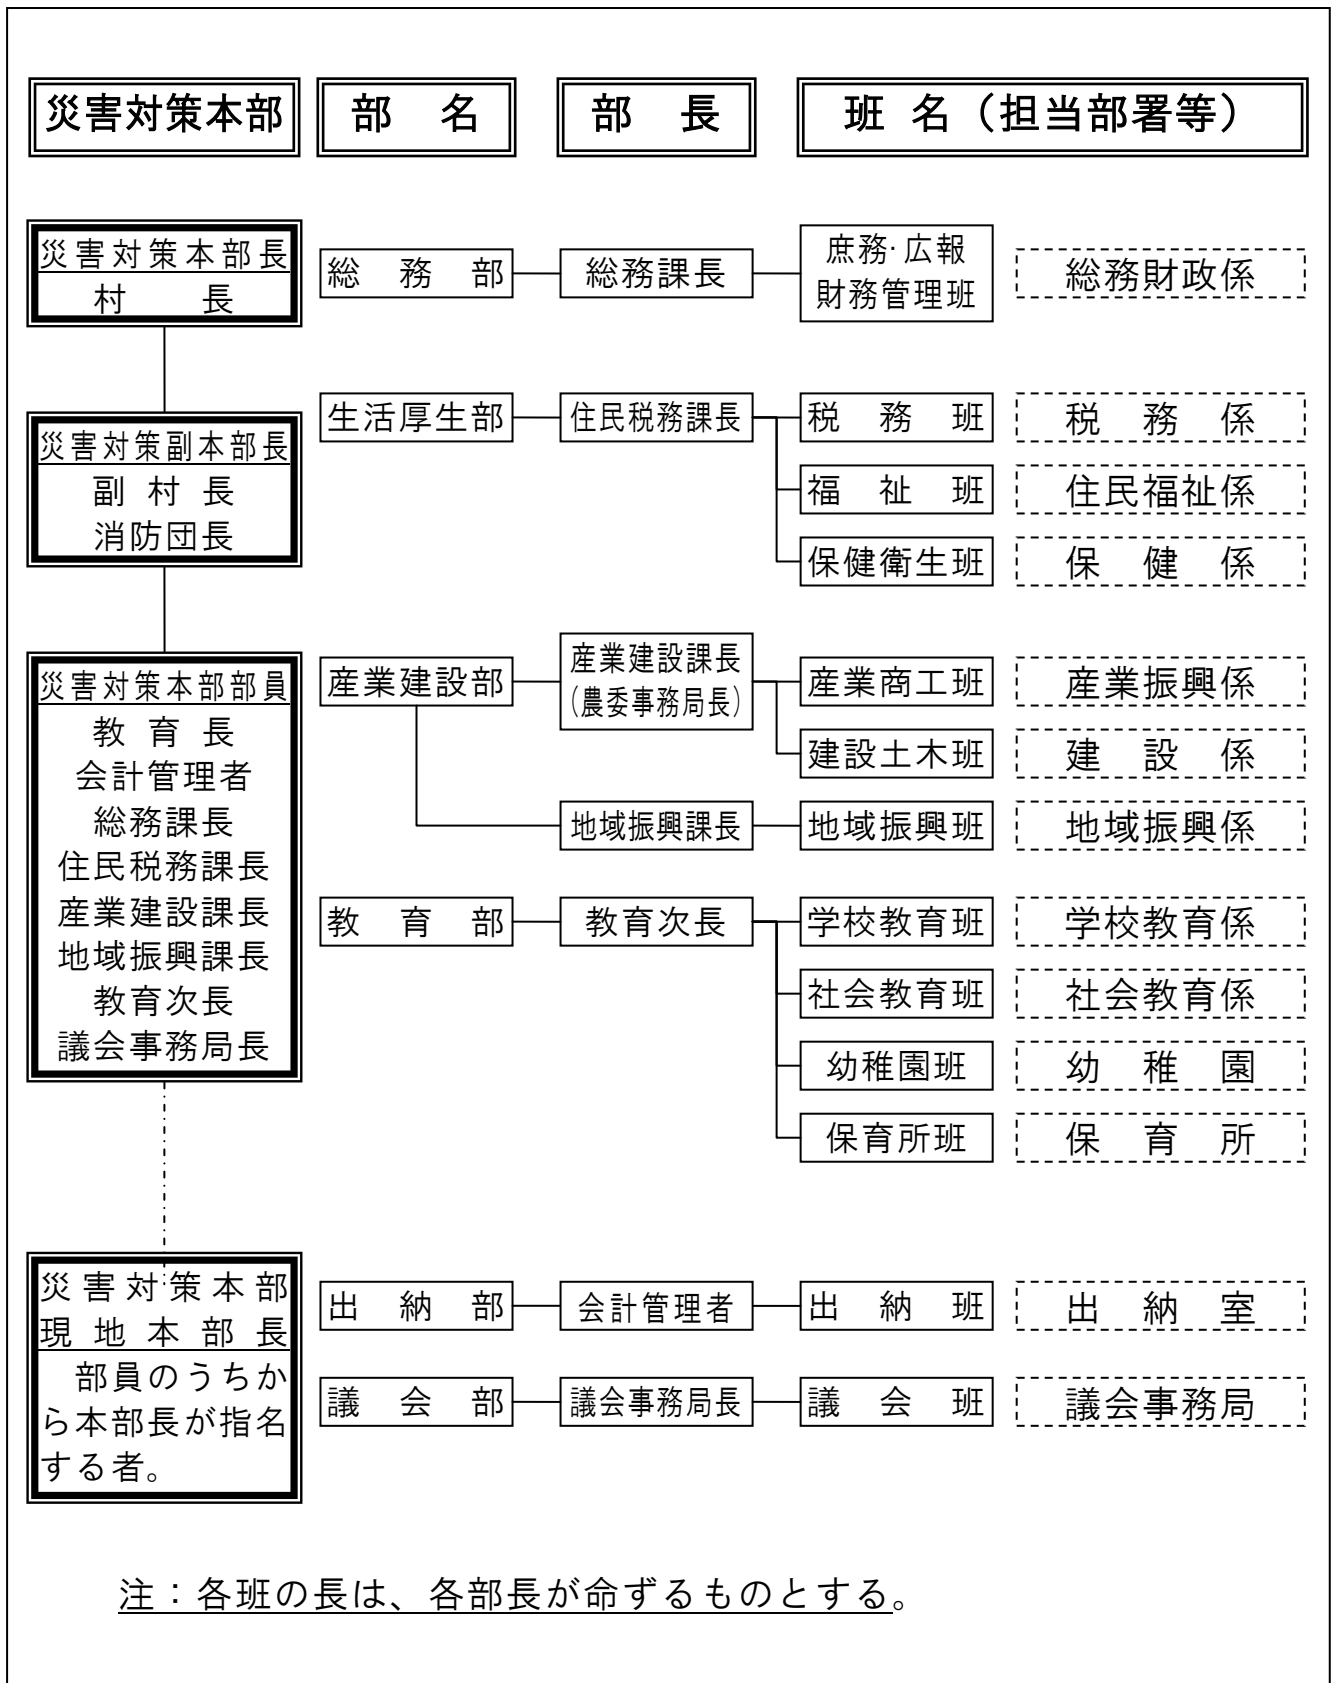 災害対策本部
部 名
部 長
班 名（担当部署等）
災害対策本部長
村 長
災害対策副本部長
副 村 長
消防団長
災害対策本部部員
教 育 長
会計管理者
総務課長
住民税務課長
産業建設課長
地域振興課長
教育次長
議会事務局長
災害対策本部
現地本部長
部員のうちか
ら本部長が指名
する者。
総 務 部
総務課長
庶務・広報
財務管理班
総務財政係
生活厚生部
住民税務課長
税 務 班
税 務 係
福 祉 班
住民福祉係
保健衛生班
保 健 係
産業建設部
産業建設課長
（農委事務局長）
産業商工班
産業振興係
建設土木班
建 設 係
地域振興課長
地域振興班
地域振興係
教 育 部
教育次長
学校教育班
学校教育係
社会教育班
社会教育係
幼稚園班
幼 稚 園
保育所班
保 育 所
出 納 部
会計管理者
出 納 班
出 納 室
議 会 部
議会事務局長
議 会 班
議会事務局
注：各班の長は、各部長が命ずるものとする。